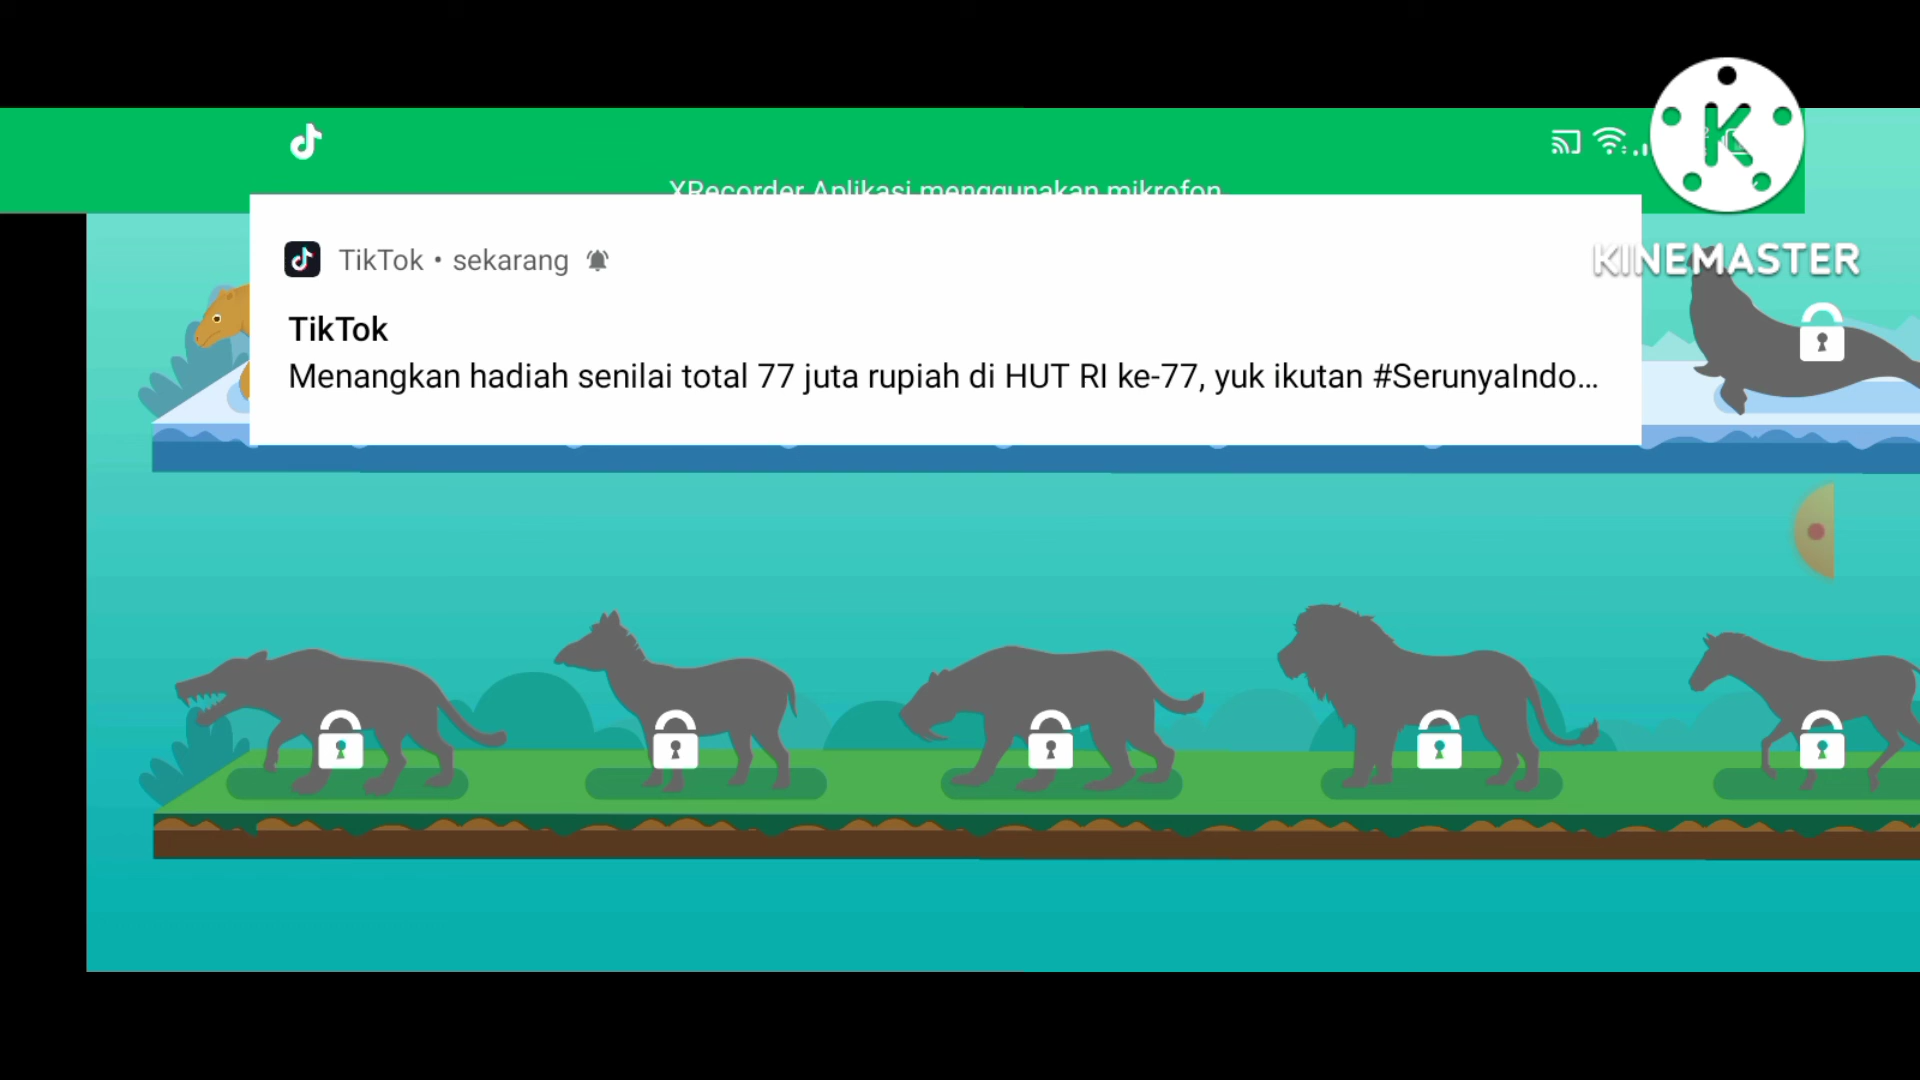 XRecorder Aplikasi menggunakan mikrofon
TikTok • sekarang
KINEMASTER
TikTok
Menangkan hadiah senilai total 77 juta rupiah di HUT RI ke-77, yuk ikutan #SerunyaIndo...